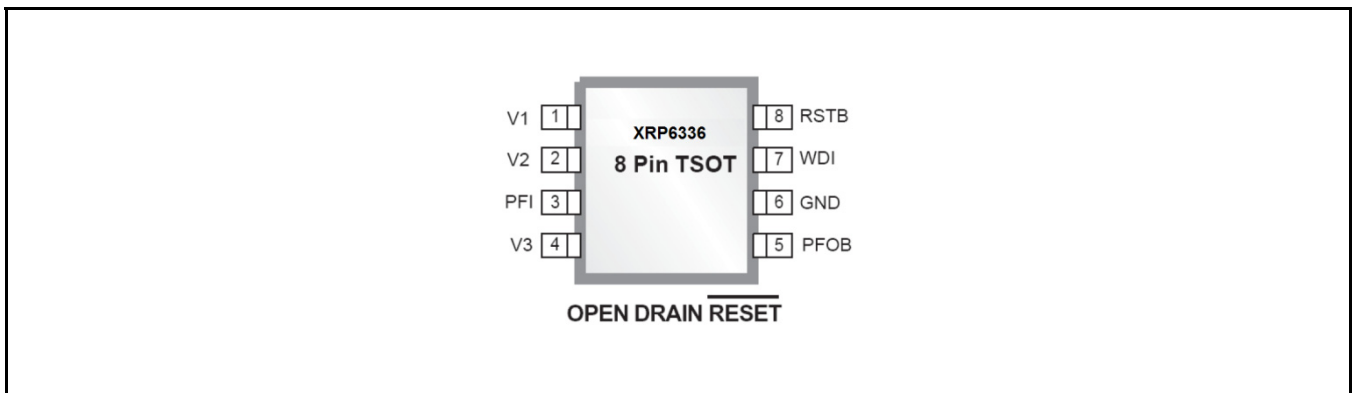 V1 1
V2 2
PFI 3
V3 4
XRP6336
8 Pin TSOT
8 RSTB
7 WDI
6 GND
5 PFOB
OPEN DRAIN RESET